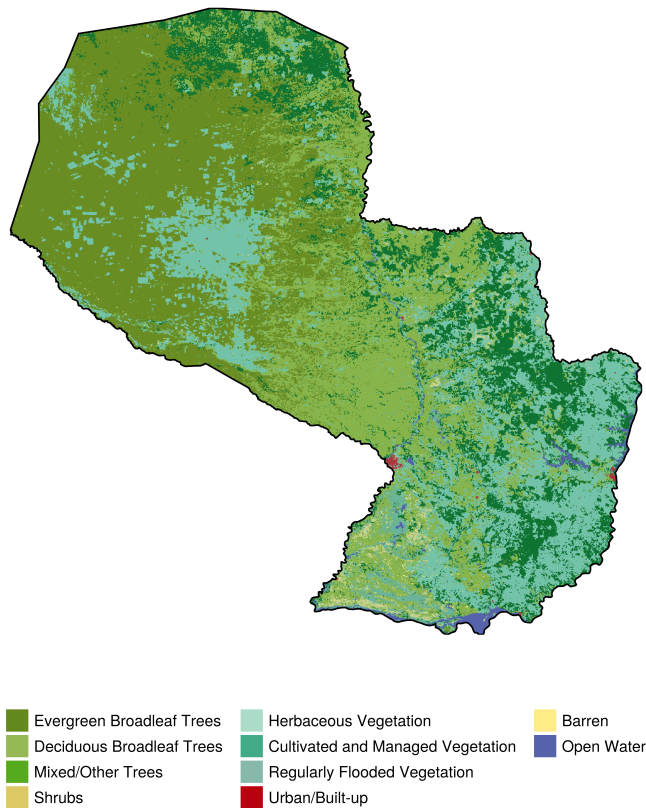 Evergreen Broadleaf Trees
Deciduous Broadleaf Trees
Mixed/Other Trees
Shrubs
Herbaceous Vegetation
Cultivated and Managed Vegetation
Regularly Flooded Vegetation
Urban/Built-up
Barren
Open Water